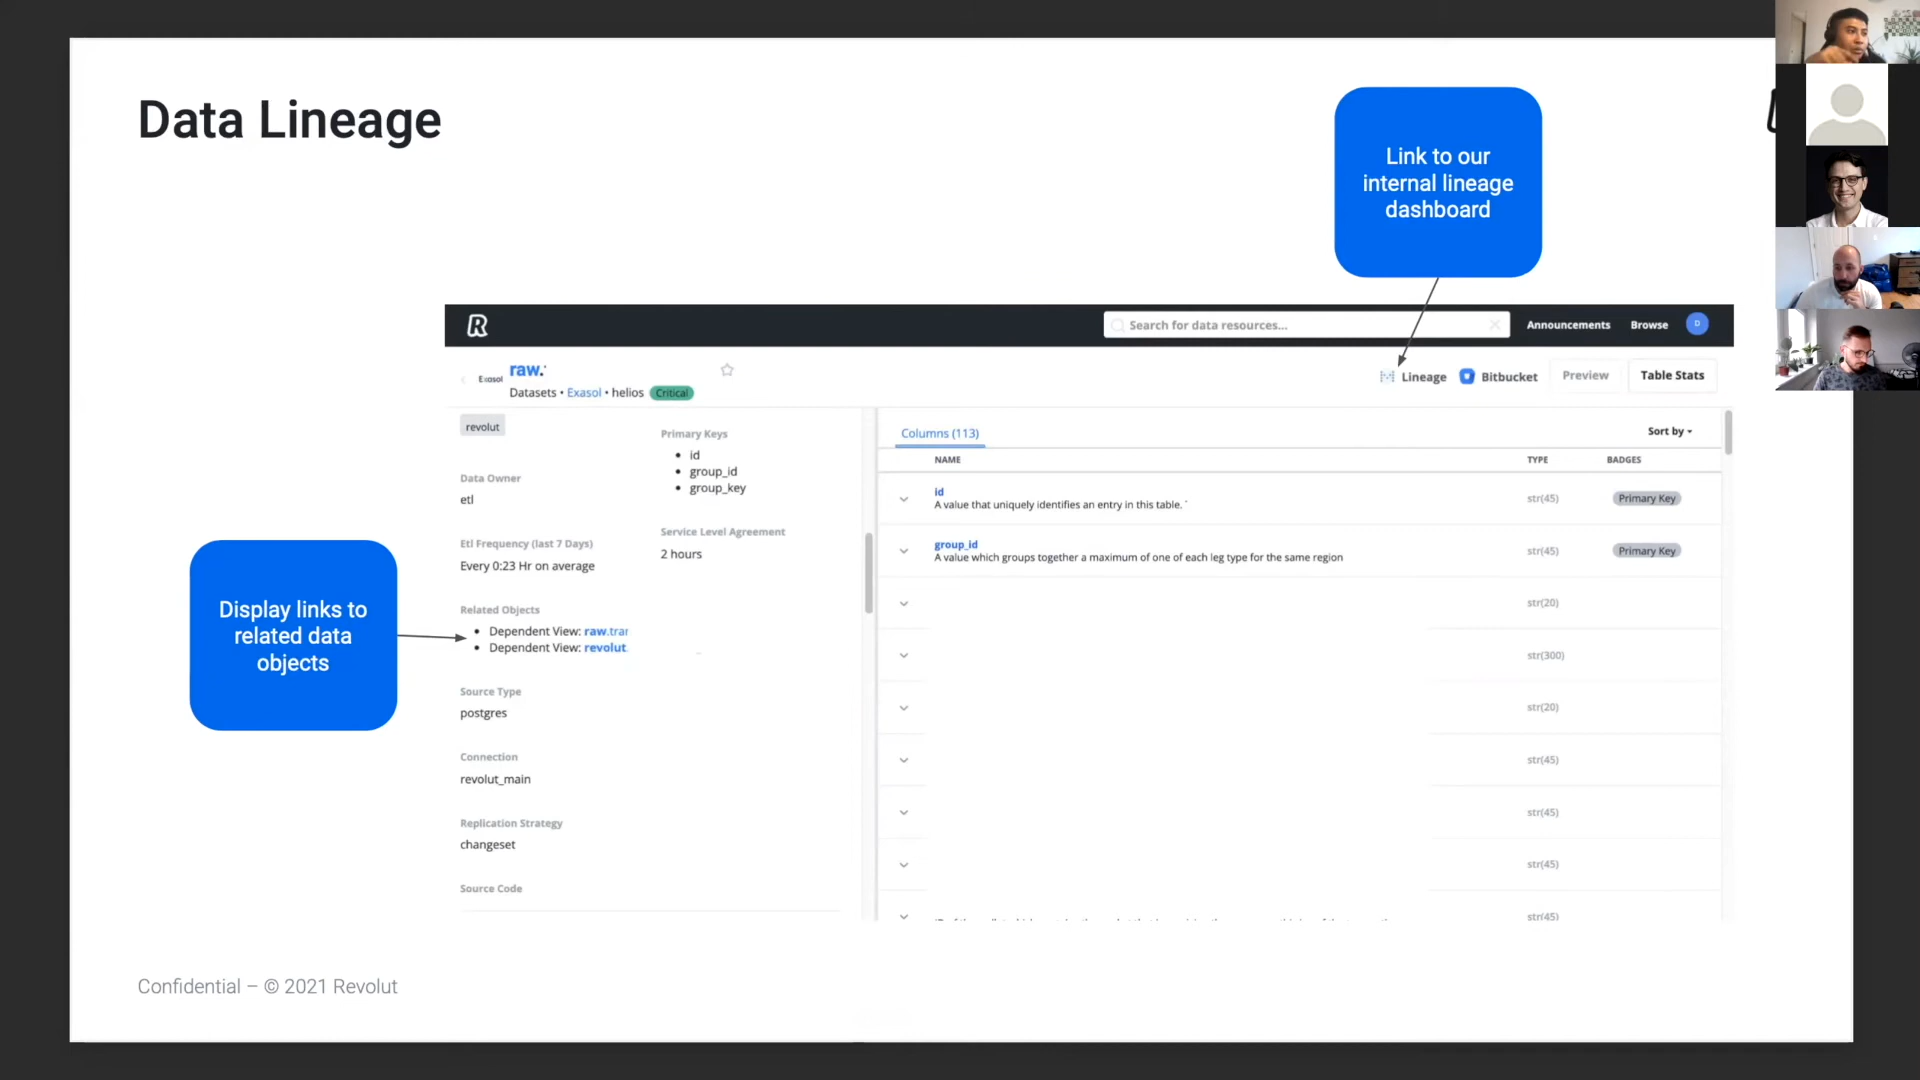 Data Lineage
Link to our
internal lineage
dashboard
Search for data resources...
Announcements
Browse
D
Exasol
raw.
Datasets • Exasol • helios
Critical
Lineage
Bitbucket
Preview
Table Stats
revolut
Data Owner
etl
Etl Frequency (last 7 Days)
Every 0:23 Hr on average
Related Objects
• Dependent View: raw.trar
• Dependent View: revolut.
Source Type
postgres
Connection
revolut_main
Replication Strategy
changeset
Source Code
Primary Keys
• id
• group_id
• group_key
Service Level Agreement
2 hours
Columns (113)
Sort by
NAME
TYPE
BADGES
id
A value that uniquely identifies an entry in this table.
str(45)
Primary Key
group_id
A value which groups together a maximum of one of each leg type for the same region
str(45)
Primary Key
str(20)
str(300)
str(20)
str(45)
str(45)
str(45)
str(45)
Display links to
related data
objects
Confidential – © 2021 Revolut